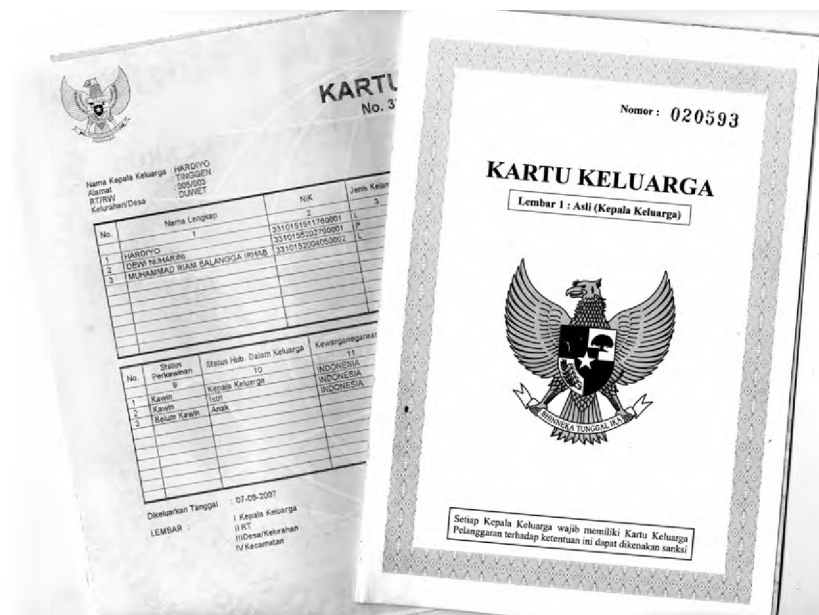 KARTU
No. 3
Nama Kepala Keluarga : HARDIYO
Alamat : TINGGEN
RT/RW : 005/003
Kelurahan/Desa : DUWET
No. Nama Lengkap NIK Jenis Kelam
1 2 3
1 HARDIYO 3310151511760001 L
2 DEWI NUHARINI 3310155202790001 P
3 MUHAMMAD RIAM BALANGGA IRHAB 3310152004050002 L
No. Status Perkawinan Status Hub. Dalam Keluarga Kewarganegaraan
9 10 11
1 Kawin Kepala Keluarga INDONESIA
2 Kawin Istri INDONESIA
3 Belum Kawin Anak INDONESIA
Dikeluarkan Tanggal : 07-09-2007
LEMBAR : I Kepala Keluarga
II RT
III Desa/Kelurahan
IV Kecamatan
Nomor : 020593
KARTU KELUARGA
Lembar 1 : Asli (Kepala Keluarga)
BHINNEKA TUNGGAL IKA
Setiap Kepala Keluarga wajib memiliki Kartu Keluarga
Pelanggaran terhadap ketentuan ini dapat dikenakan sanksi